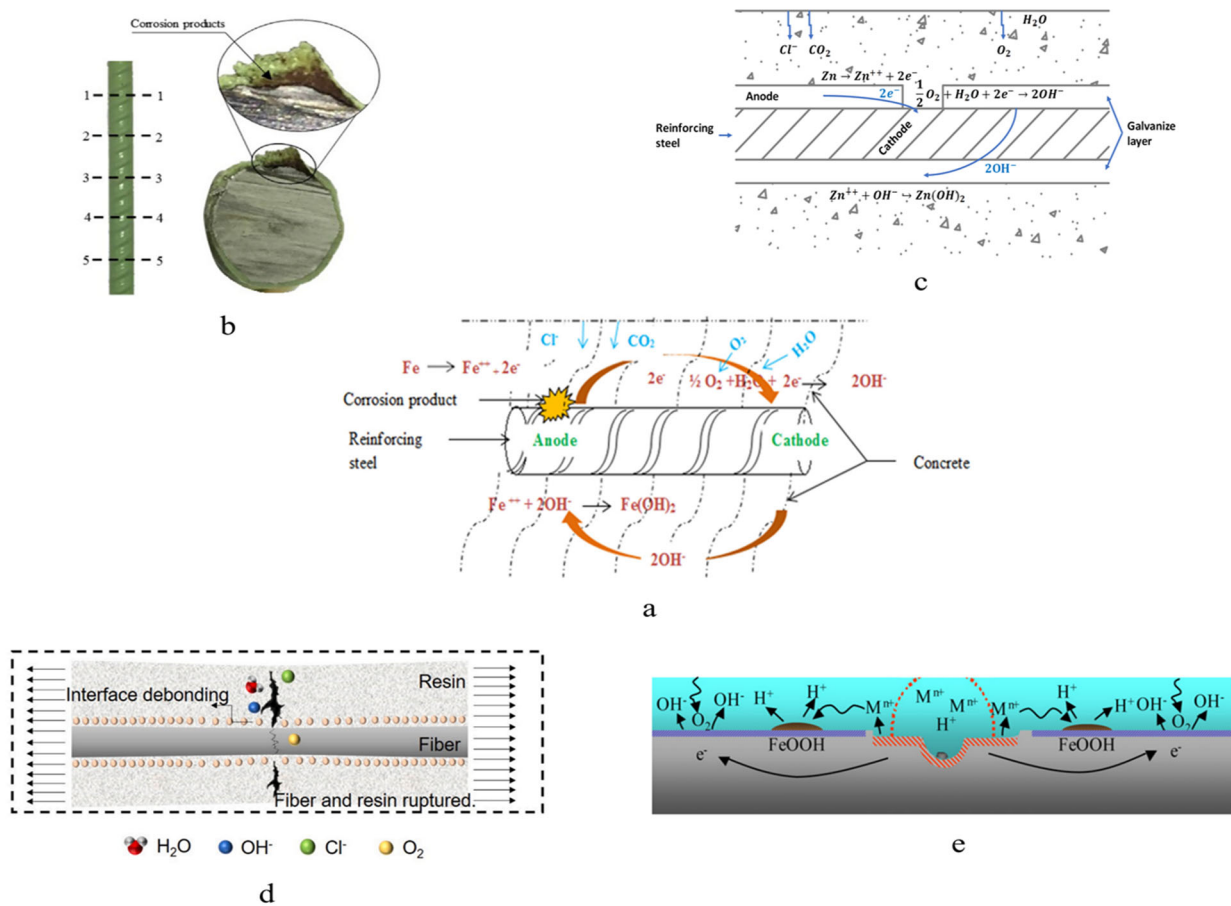 Corrosion products
1 1
2 2
3 3
4 4
5 5
b
H₂O
Cl⁻ CO₂ O₂
Zn → Zn⁺⁺ + 2e⁻
Anode 2e⁻ ½O₂ + H₂O + 2e⁻ → 2OH⁻
Reinforcing
steel
Cathode
Galvanize
layer
2OH⁻
Zn⁺⁺ + OH⁻ → Zn(OH)₂
c
Cl⁻ CO₂ O₂ H₂O
Fe → Fe⁺⁺ + 2e⁻
2e⁻ ½ O₂ +H₂O + 2e⁻ → 2OH⁻
Corrosion product
Reinforcing
steel
Anode Cathode
Concrete
Fe⁺⁺ + 2OH⁻ → Fe(OH)₂
2OH⁻
a
Interface debonding
Resin
Fiber
Fiber and resin ruptured.
H₂O OH⁻ Cl⁻ O₂
d
OH⁻ O₂ OH⁻ H⁺ H⁺ Mⁿ⁺ Mⁿ⁺ Mⁿ⁺ H⁺ Mⁿ⁺ H⁺ H⁺ OH⁻ O₂ OH⁻
FeOOH FeOOH
e⁻ e⁻
e